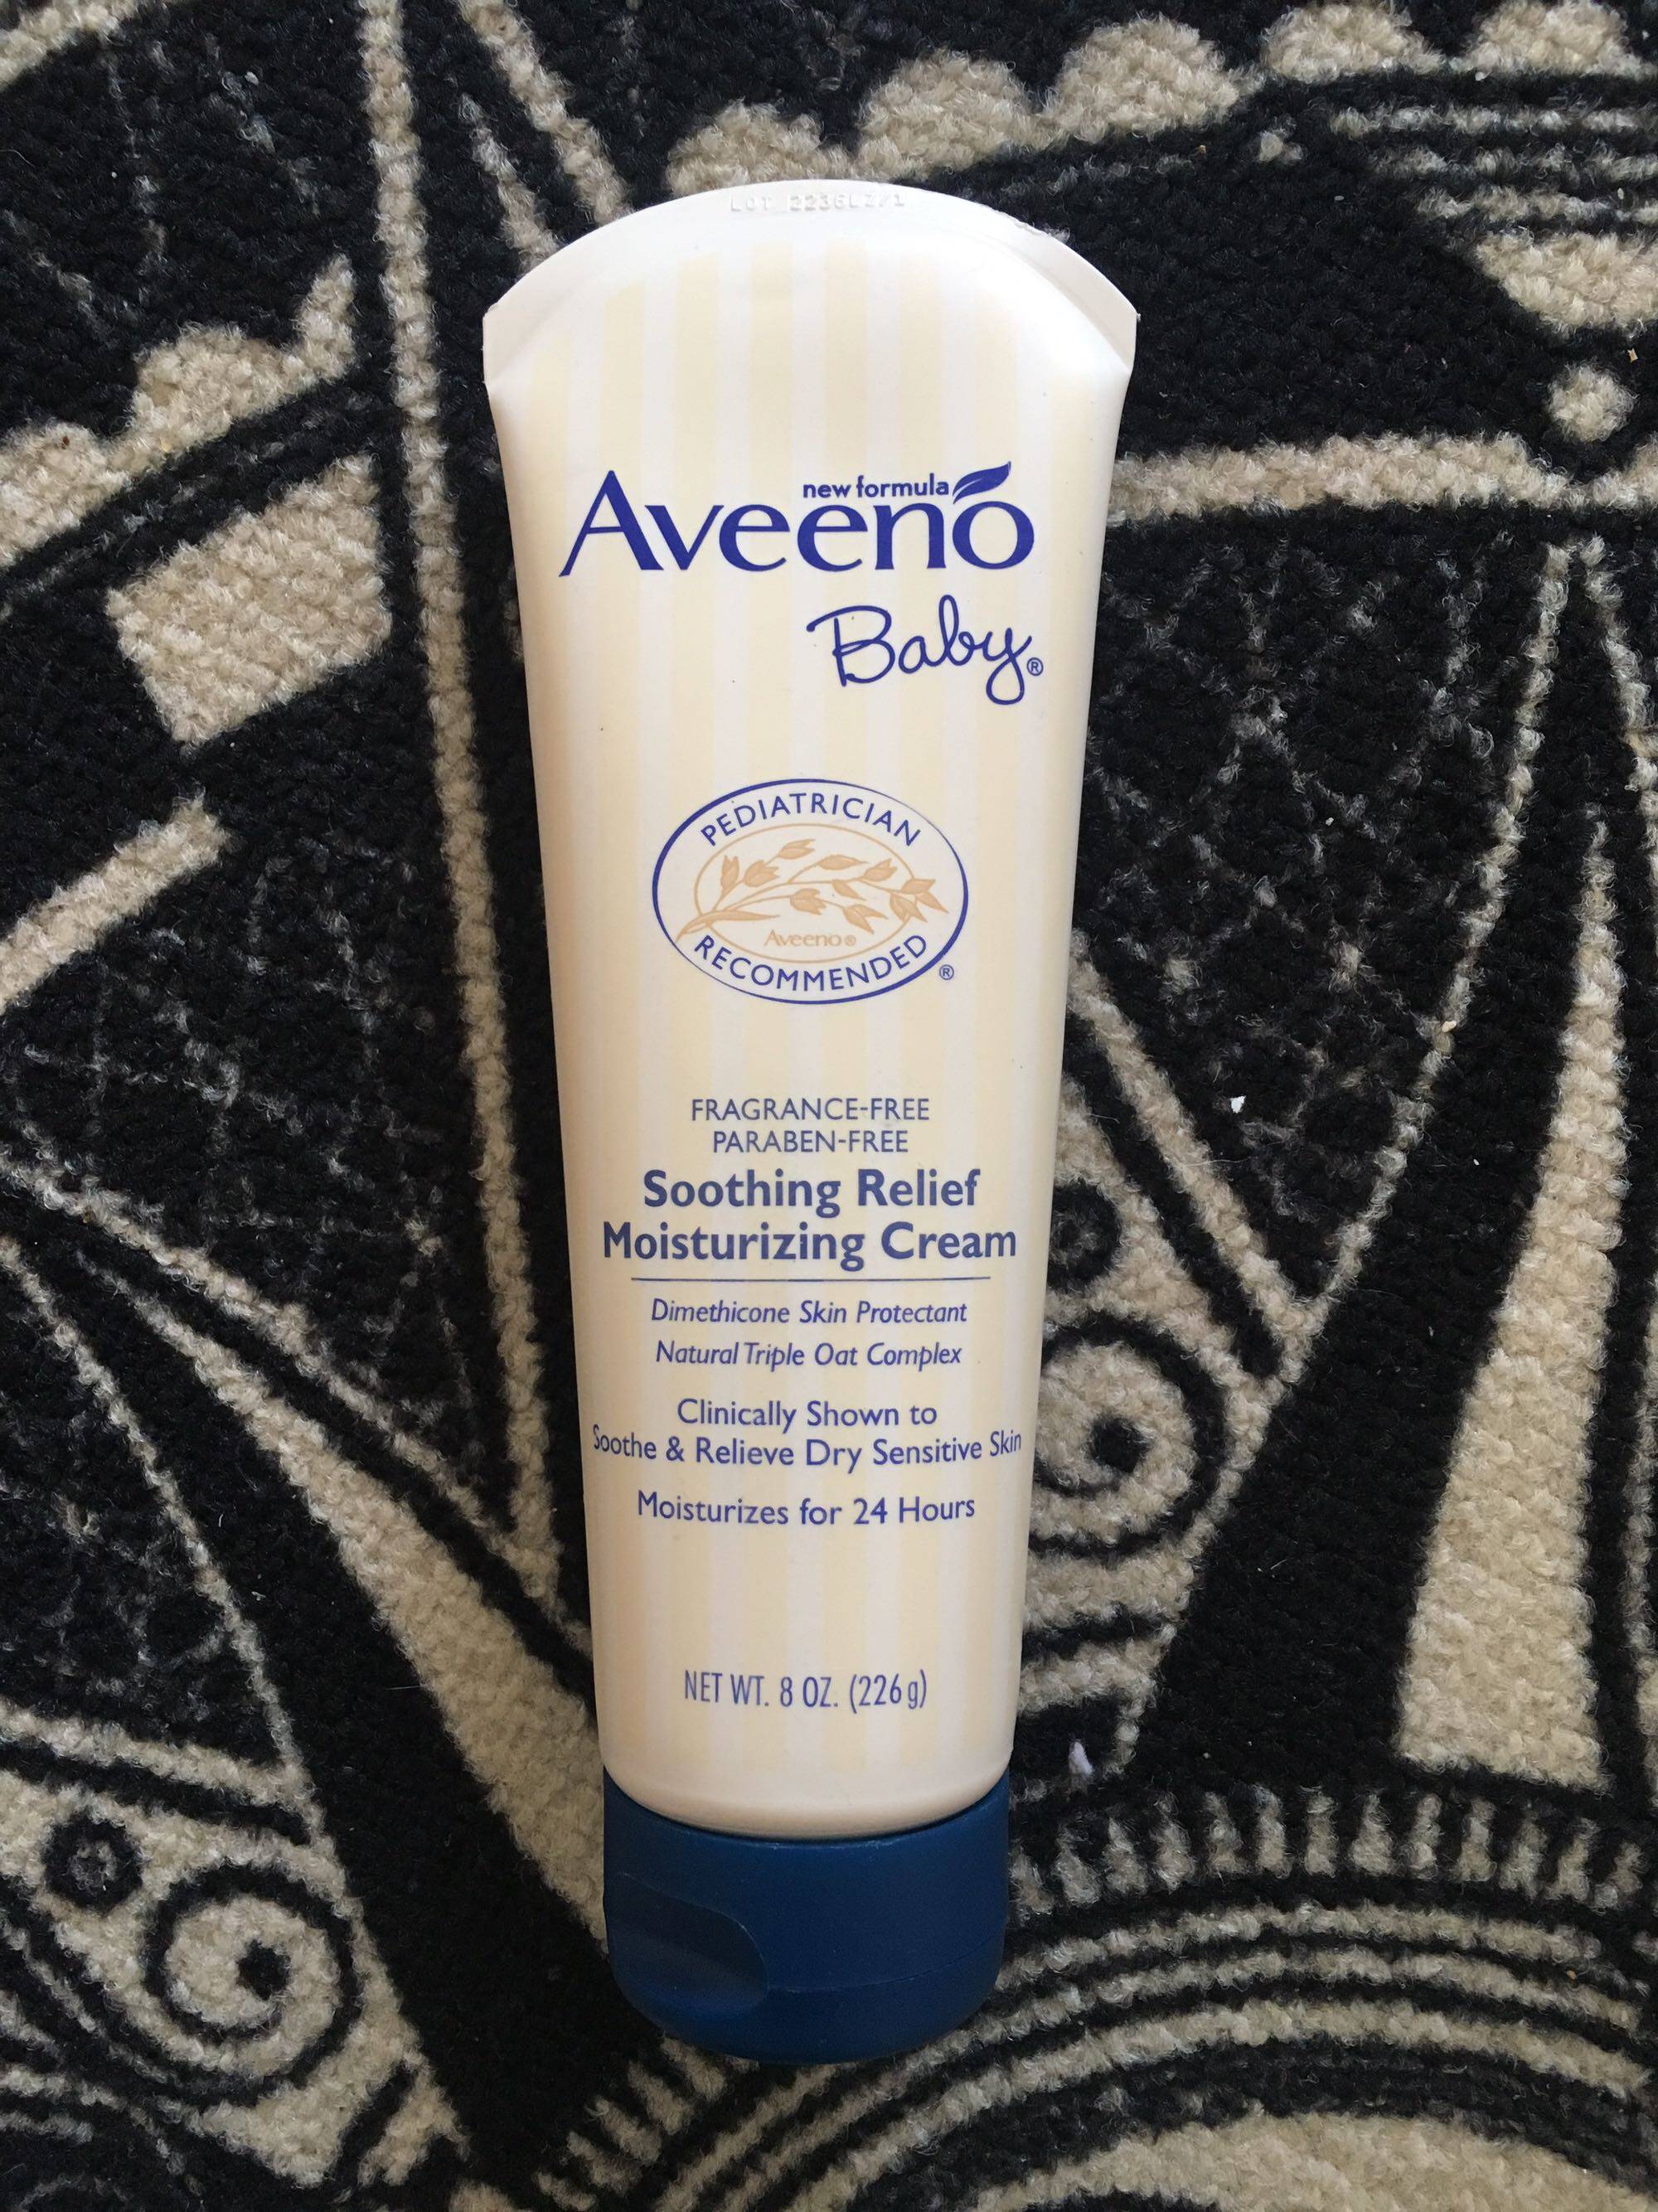 new formula
Aveeno
Baby®
PEDIATRICIAN
Aveeno®
RECOMMENDED®
FRAGRANCE-FREE
PARABEN-FREE
Soothing Relief
Moisturizing Cream
Dimethicone Skin Protectant
Natural Triple Oat Complex
Clinically Shown to
Soothe & Relieve Dry Sensitive Skin
Moisturizes for 24 Hours
NET WT. 8 OZ. (226 g)